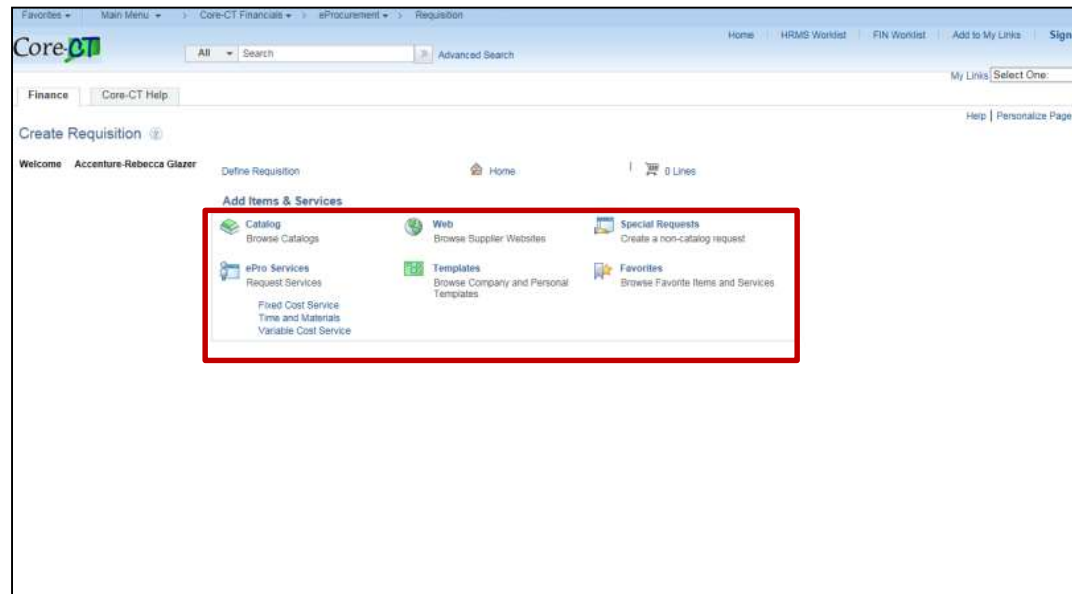 Favorites Main Menu > Core-CT Financials > eProcurement > Requisition
Home HRMS Worklist FIN Worklist Add to My Links Sign
Core-CT
All Search Advanced Search
My Links Select One:
Finance Core-CT Help
Help | Personalize Page
Create Requisition
Welcome Accenture-Rebecca Glazer
Define Requisition Home 0 Lines
Add Items & Services
Catalog Web Special Requests
Browse Catalogs Browse Supplier Websites Create a non-catalog request
ePro Services Templates Favorites
Request Services Browse Company and Personal Browse Favorite Items and Services
Templates
Fixed Cost Service
Time and Materials
Variable Cost Service